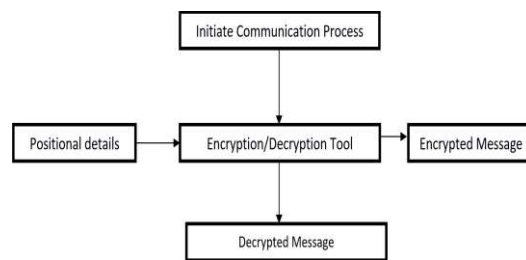 Initiate Communication Process
Positional details
Encryption/Decryption Tool
Encrypted Message
Decrypted Message